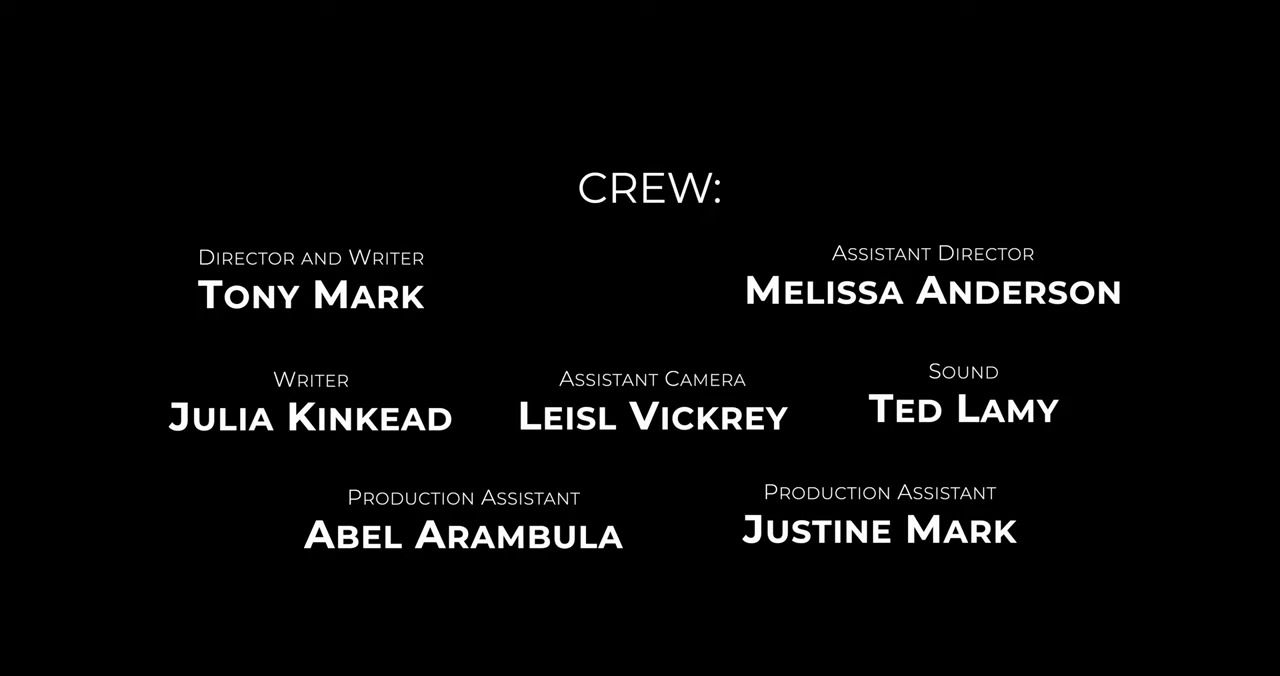 CREW:
Director and Writer
Tony Mark
Assistant Director
Melissa Anderson
Writer
Julia Kinkead
Assistant Camera
Leisl Vickrey
Sound
Ted Lamy
Production Assistant
Abel Arambula
Production Assistant
Justine Mark